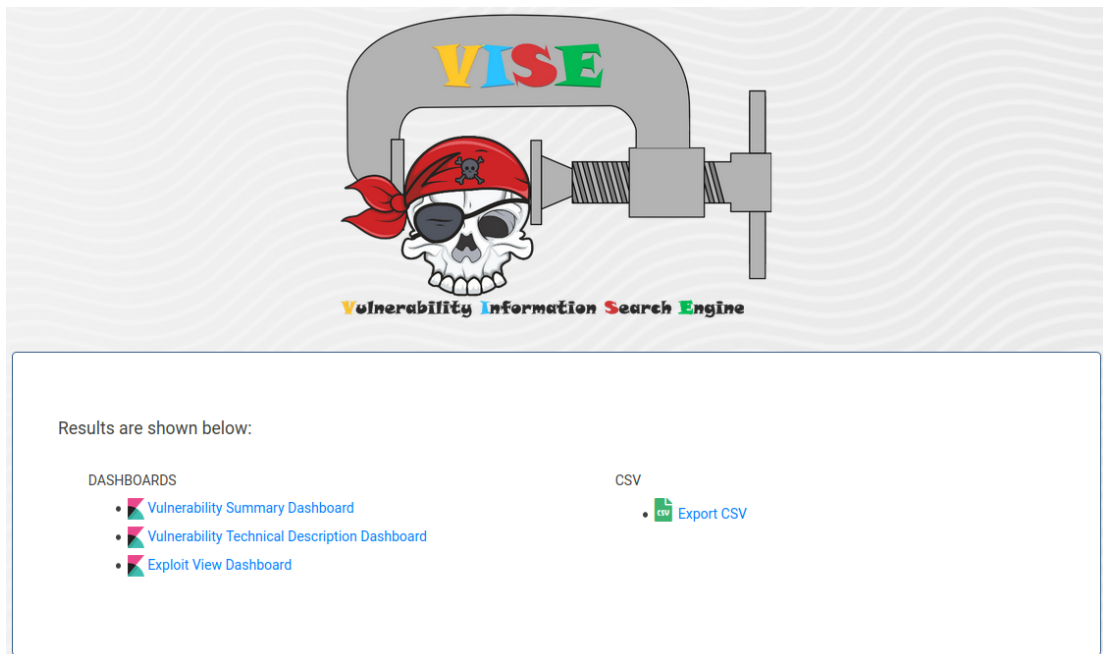 VISE
Vulnerability Information Search Engine
Results are shown below:
DASHBOARDS
Vulnerability Summary Dashboard
Vulnerability Technical Description Dashboard
Exploit View Dashboard
CSV
CSV Export CSV